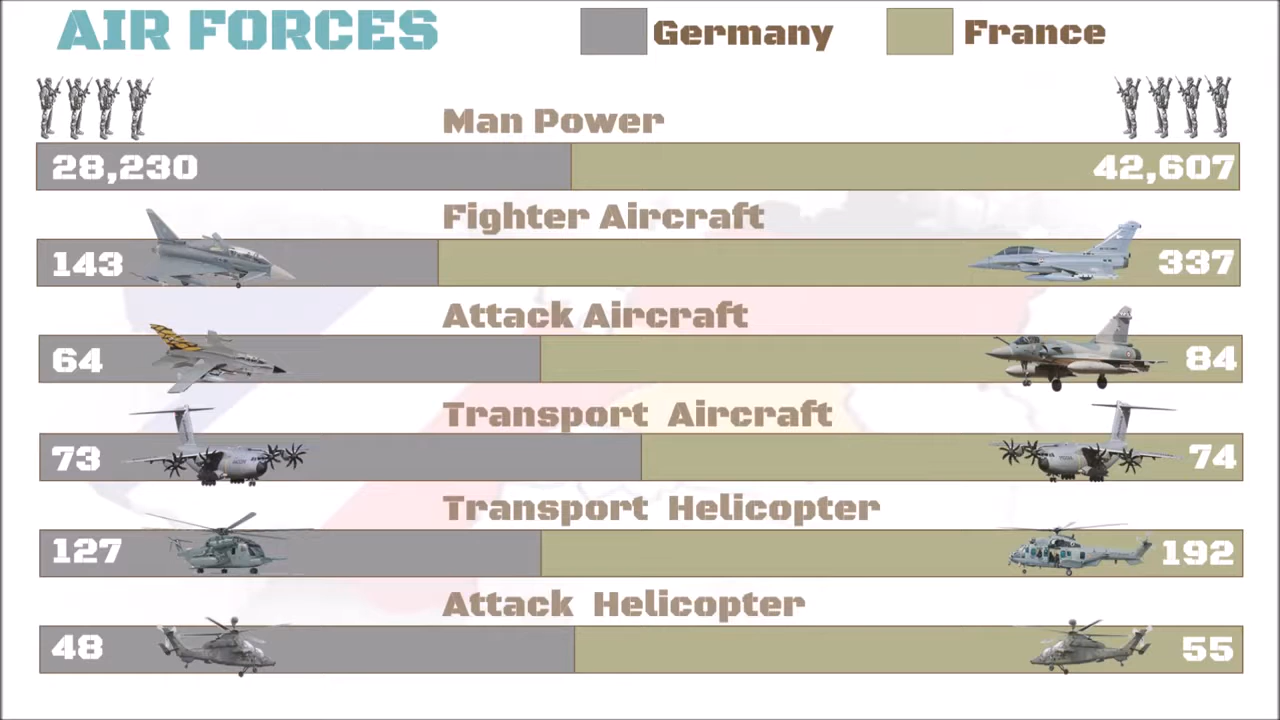 AIR FORCES
Germany
France
Man Power
28,230
42,607
Fighter Aircraft
143
337
Attack Aircraft
64
84
Transport Aircraft
73
74
Transport Helicopter
127
192
Attack Helicopter
48
55